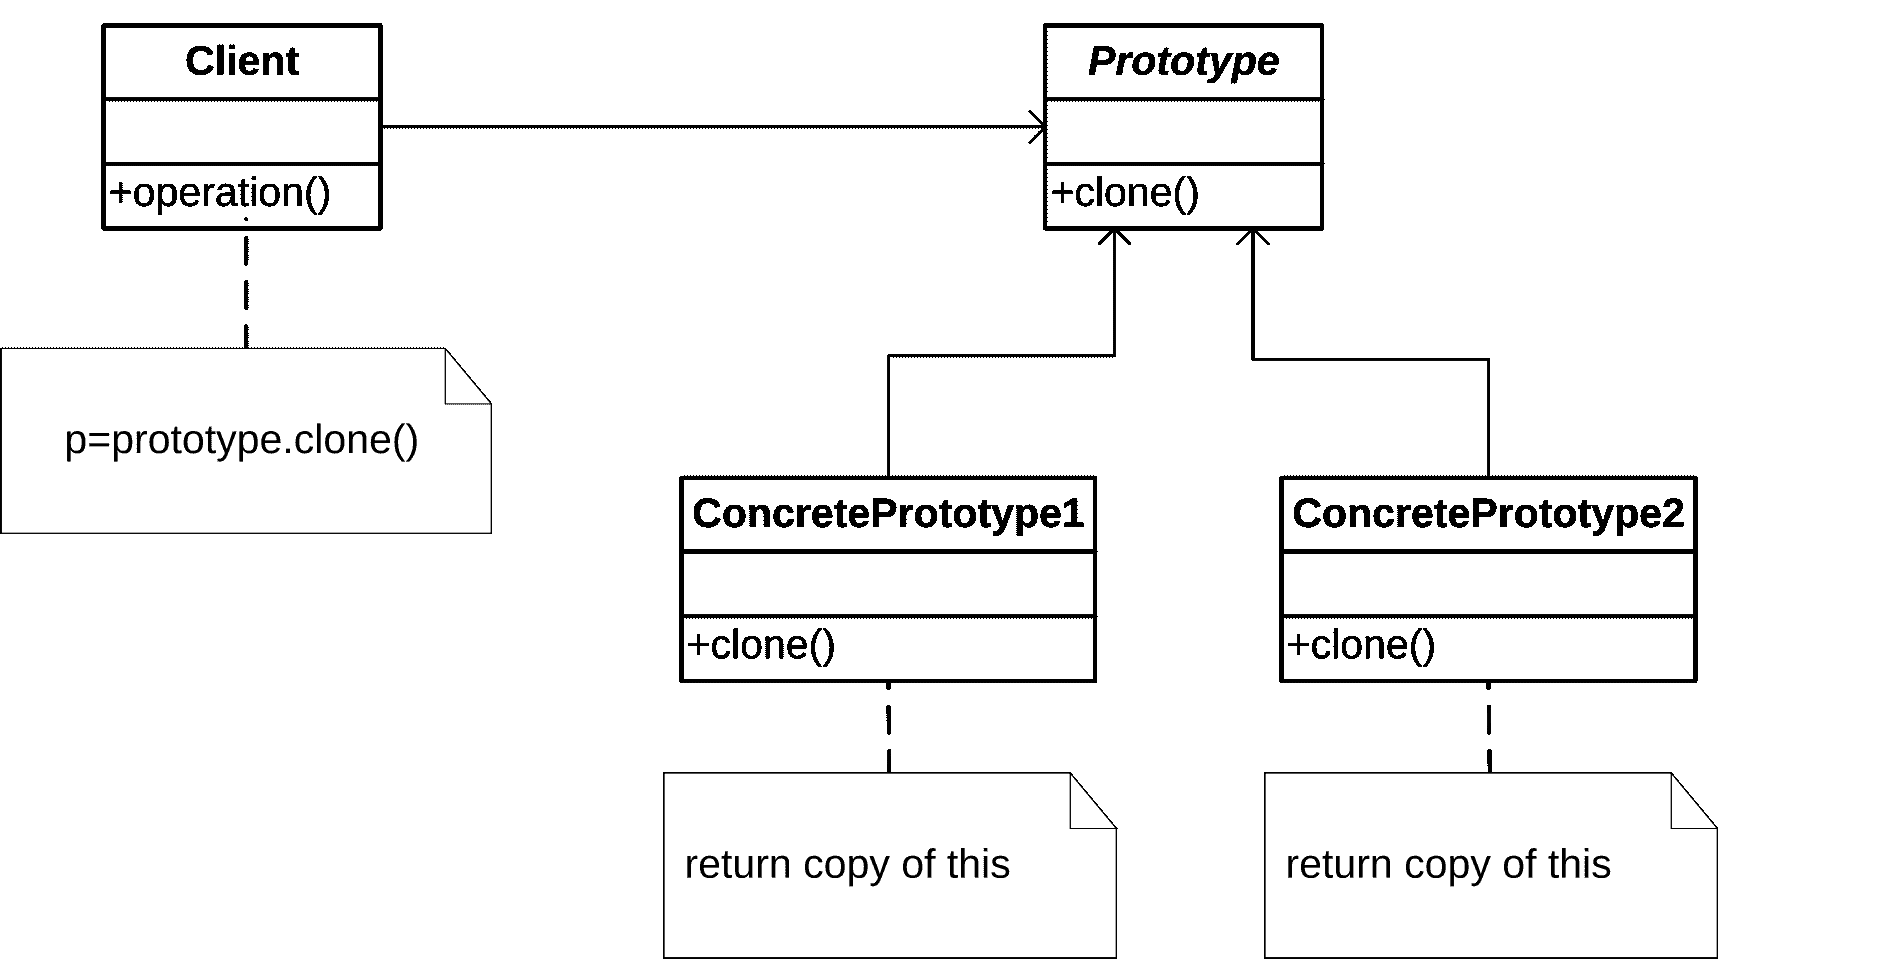 Client
+operation()
p=prototype.clone()
Prototype
+clone()
ConcretePrototype1
+clone()
return copy of this
ConcretePrototype2
+clone()
return copy of this